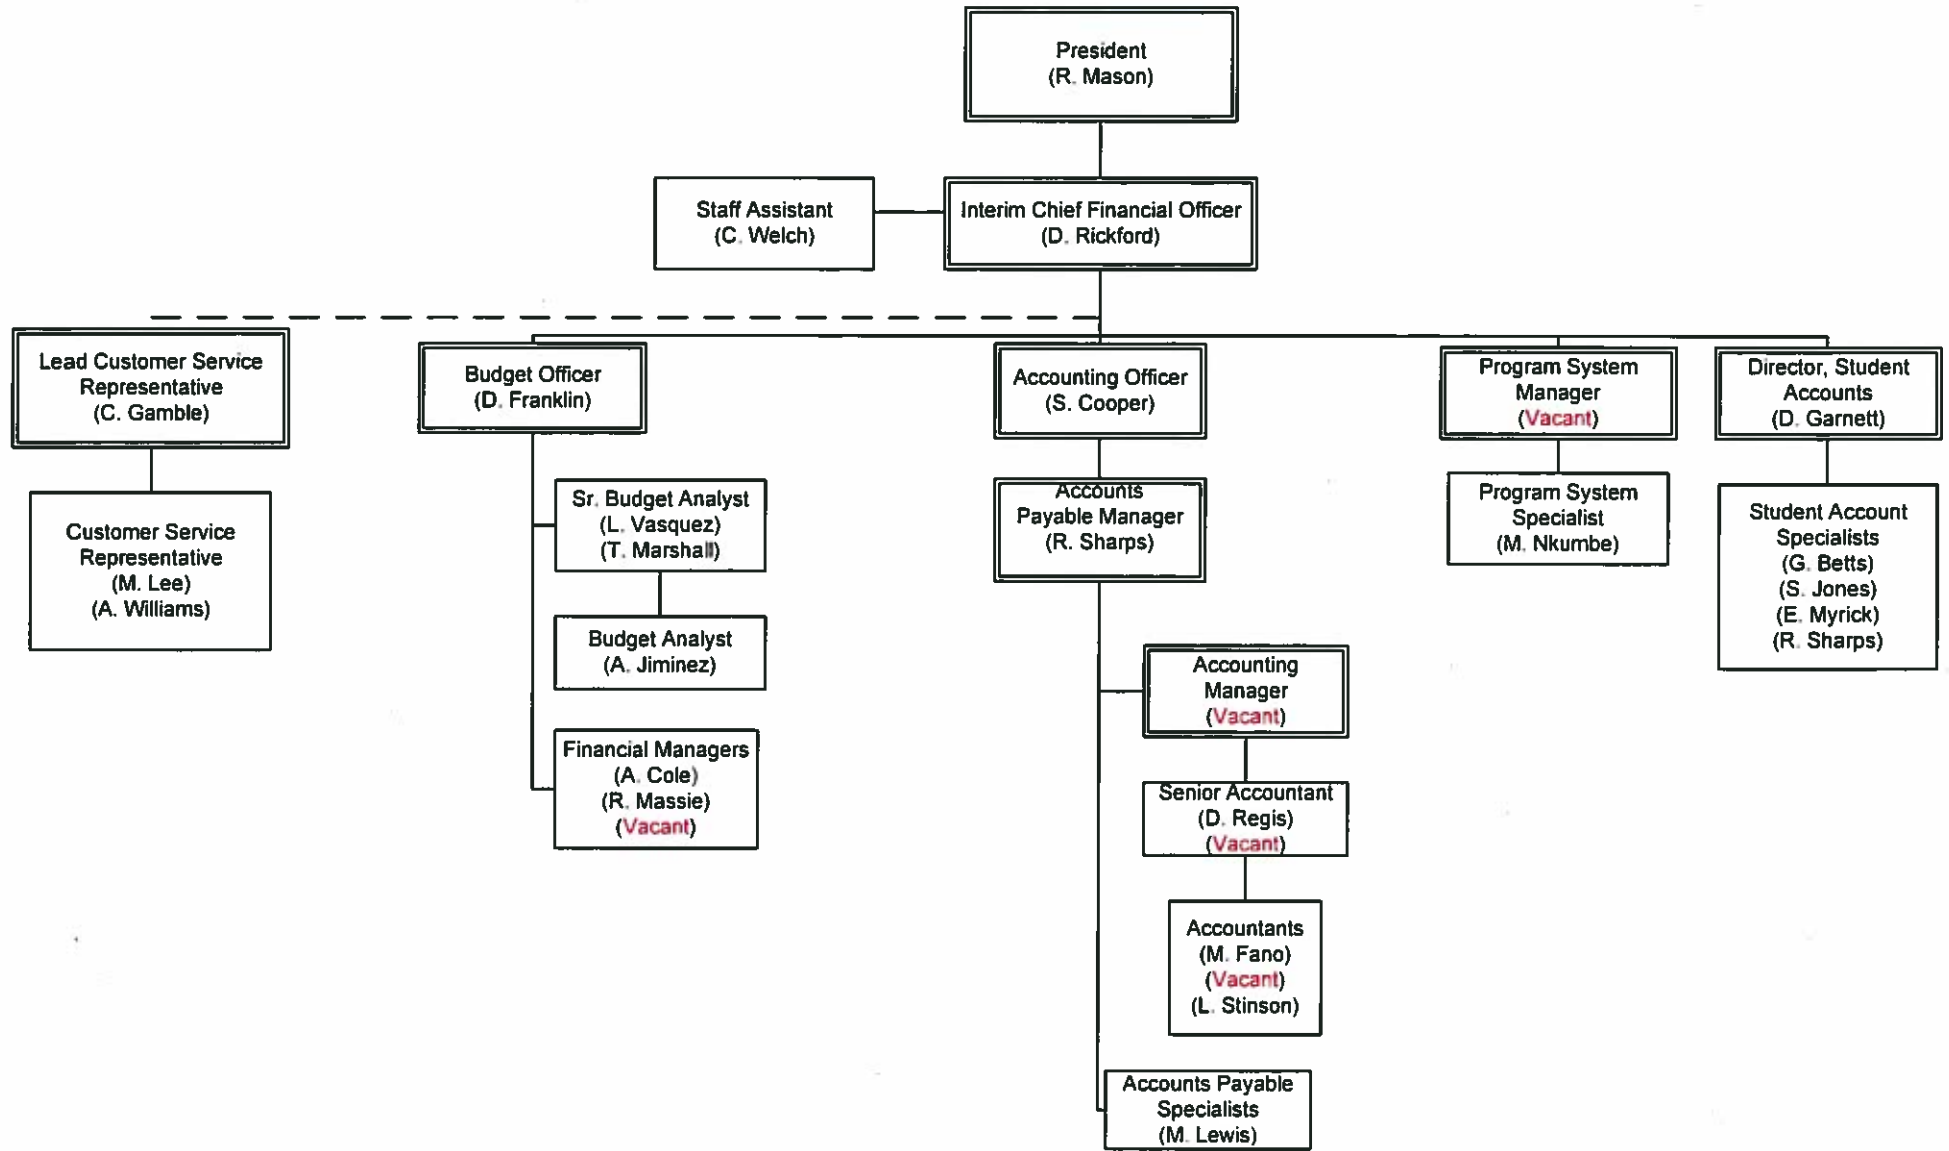 President
(R. Mason)
Staff Assistant
(C. Welch)
Interim Chief Financial Officer
(D. Rickford)
Lead Customer Service
Representative
(C. Gamble)
Budget Officer
(D. Franklin)
Accounting Officer
(S. Cooper)
Program System
Manager
(Vacant)
Director, Student
Accounts
(D. Garnett)
Customer Service
Representative
(M. Lee)
(A. Williams)
Sr. Budget Analyst
(L. Vasquez)
(T. Marshall)
Budget Analyst
(A. Jiminez)
Financial Managers
(A. Cole)
(R. Massie)
(Vacant)
Accounts
Payable Manager
(R. Sharps)
Accounting
Manager
(Vacant)
Senior Accountant
(D. Regis)
(Vacant)
Accountants
(M. Fano)
(Vacant)
(L. Stinson)
Accounts Payable
Specialists
(M. Lewis)
Program System
Specialist
(M. Nkumbe)
Student Account
Specialists
(G. Betts)
(S. Jones)
(E. Myrick)
(R. Sharps)